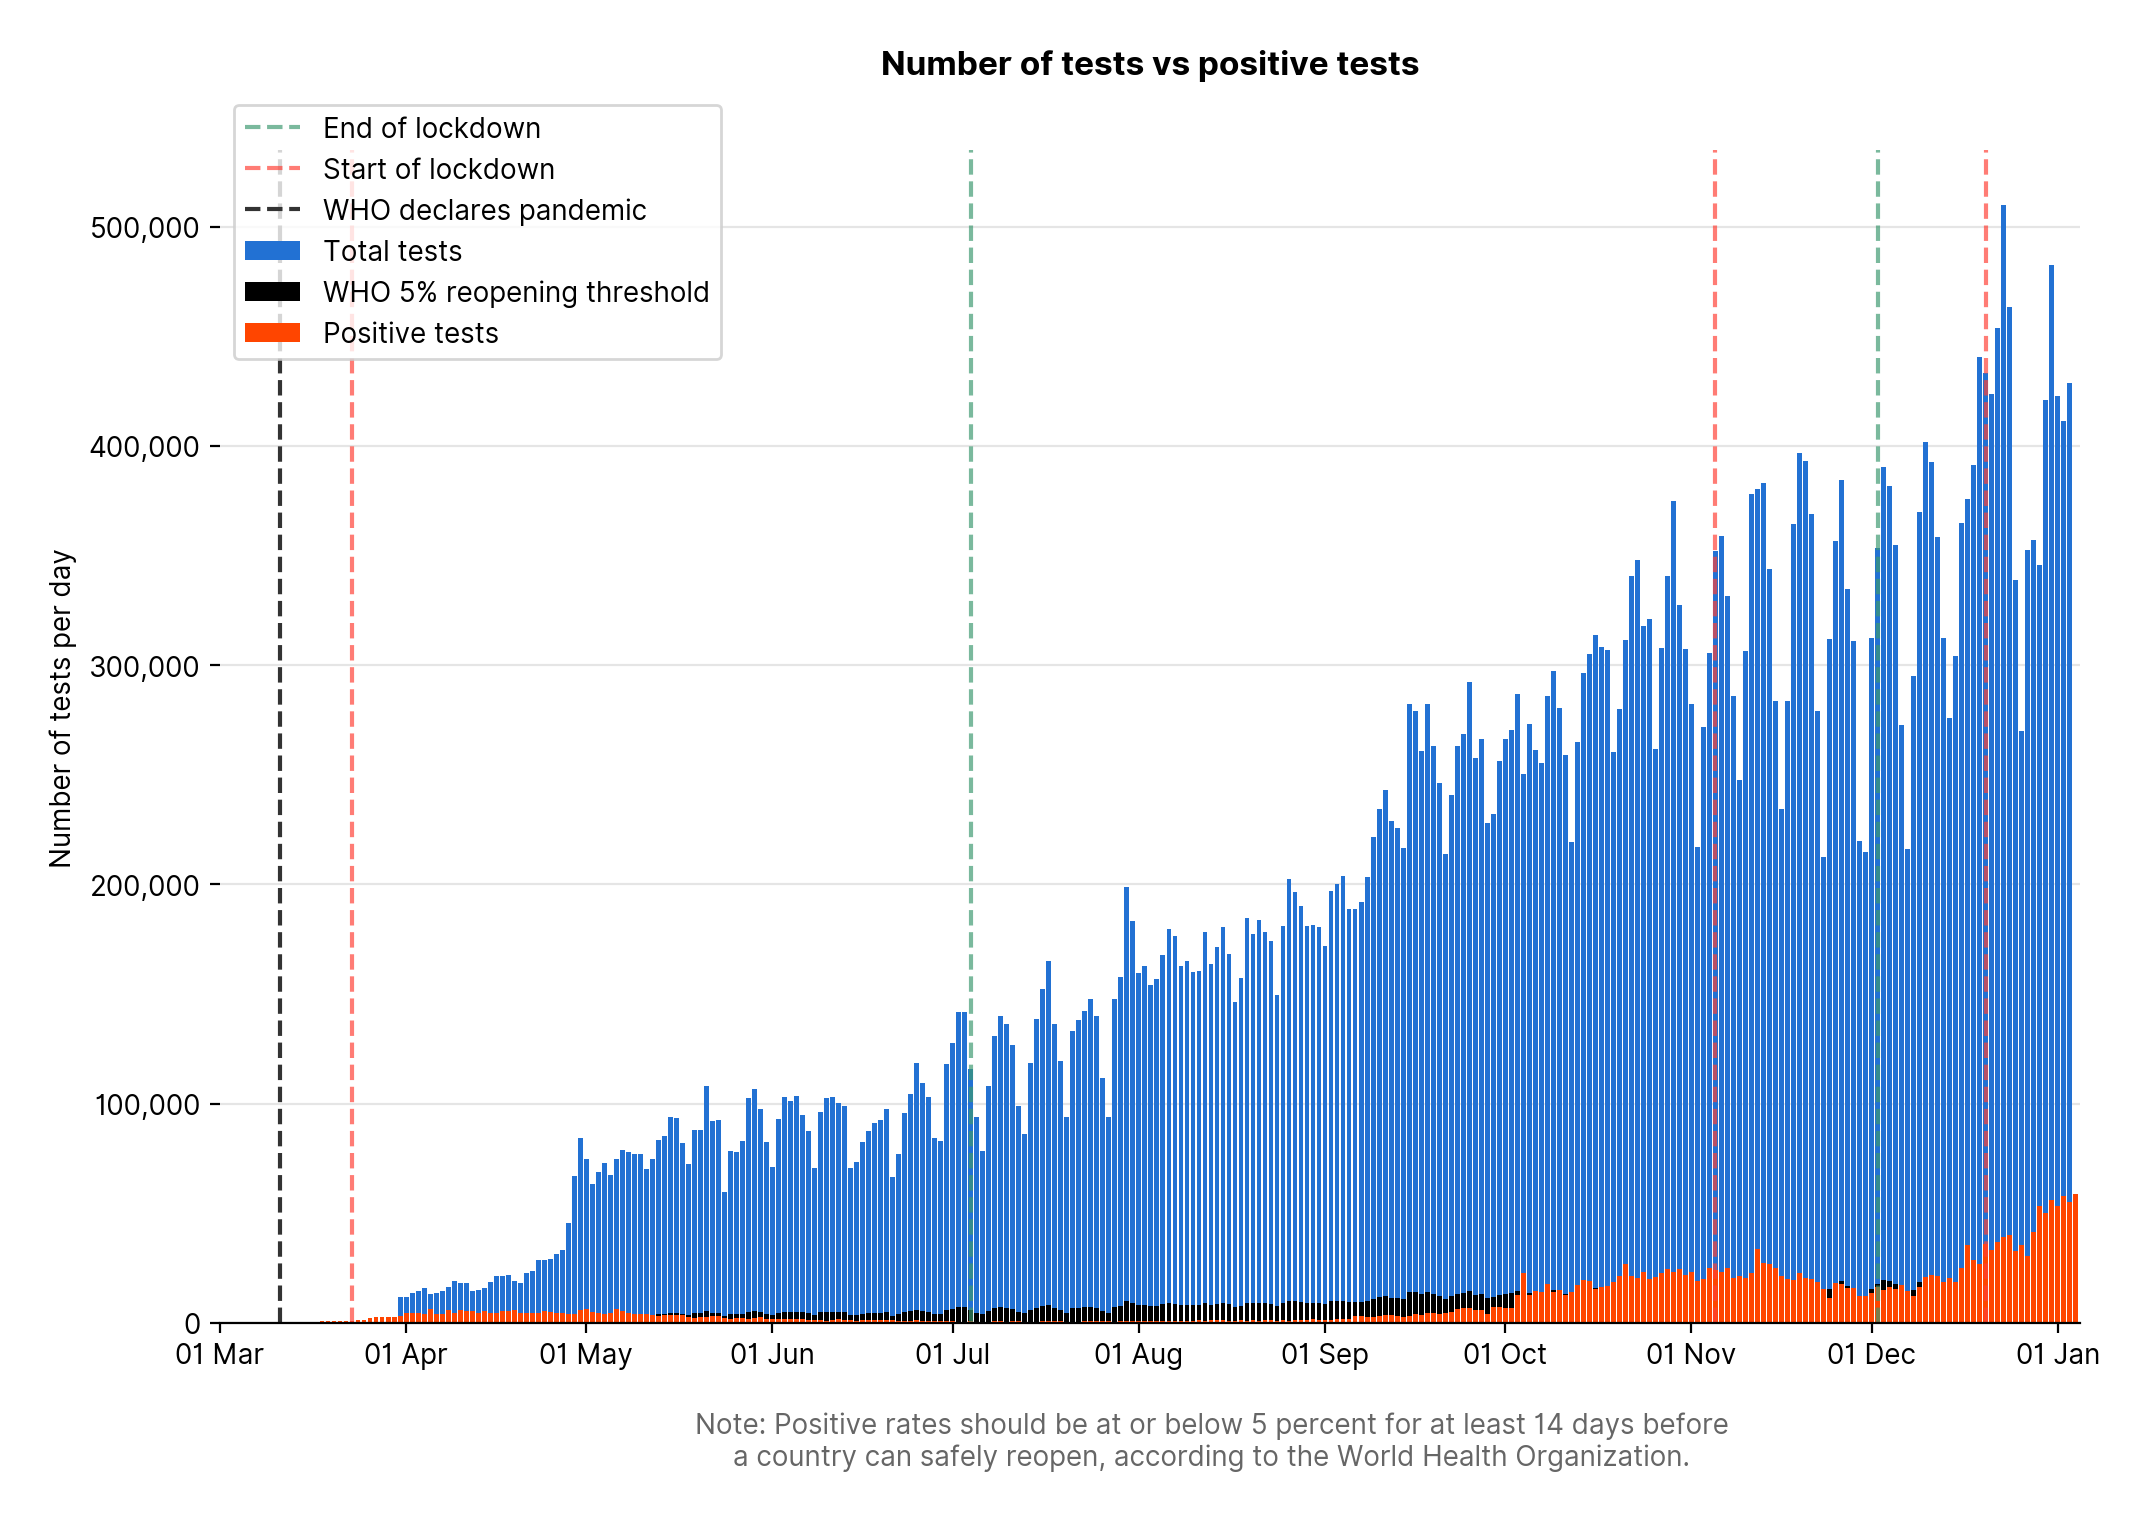 Number of tests vs positive tests
End of lockdown
Start of lockdown
WHO declares pandemic
Total tests
WHO 5% reopening threshold
Positive tests
Number of tests per day
500,000
400,000
300,000
200,000
100,000
0
01 Mar
01 Apr
01 May
01 Jun
01 Jul
01 Aug
01 Sep
01 Oct
01 Nov
01 Dec
01 Jan
Note: Positive rates should be at or below 5 percent for at least 14 days before
a country can safely reopen, according to the World Health Organization.